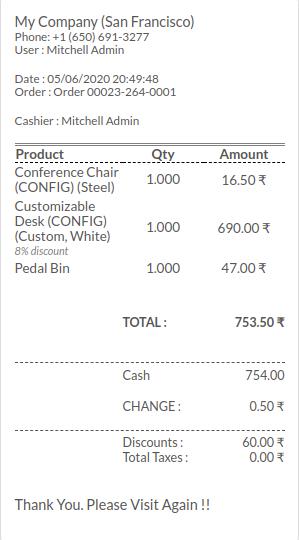 My Company (San Francisco)
Phone: +1 (650) 691-3277
User : Mitchell Admin
Date : 05/06/2020 20:49:48
Order : Order 00023-264-0001
Cashier : Mitchell Admin
Product Qty Amount
Conference Chair
(CONFIG) (Steel) 1.000 16.50 ₹
Customizable
Desk (CONFIG) 1.000 690.00 ₹
(Custom, White)
8% discount
Pedal Bin 1.000 47.00 ₹
TOTAL : 753.50 ₹
Cash 754.00
CHANGE : 0.50 ₹
Discounts : 60.00 ₹
Total Taxes : 0.00 ₹
Thank You. Please Visit Again !!